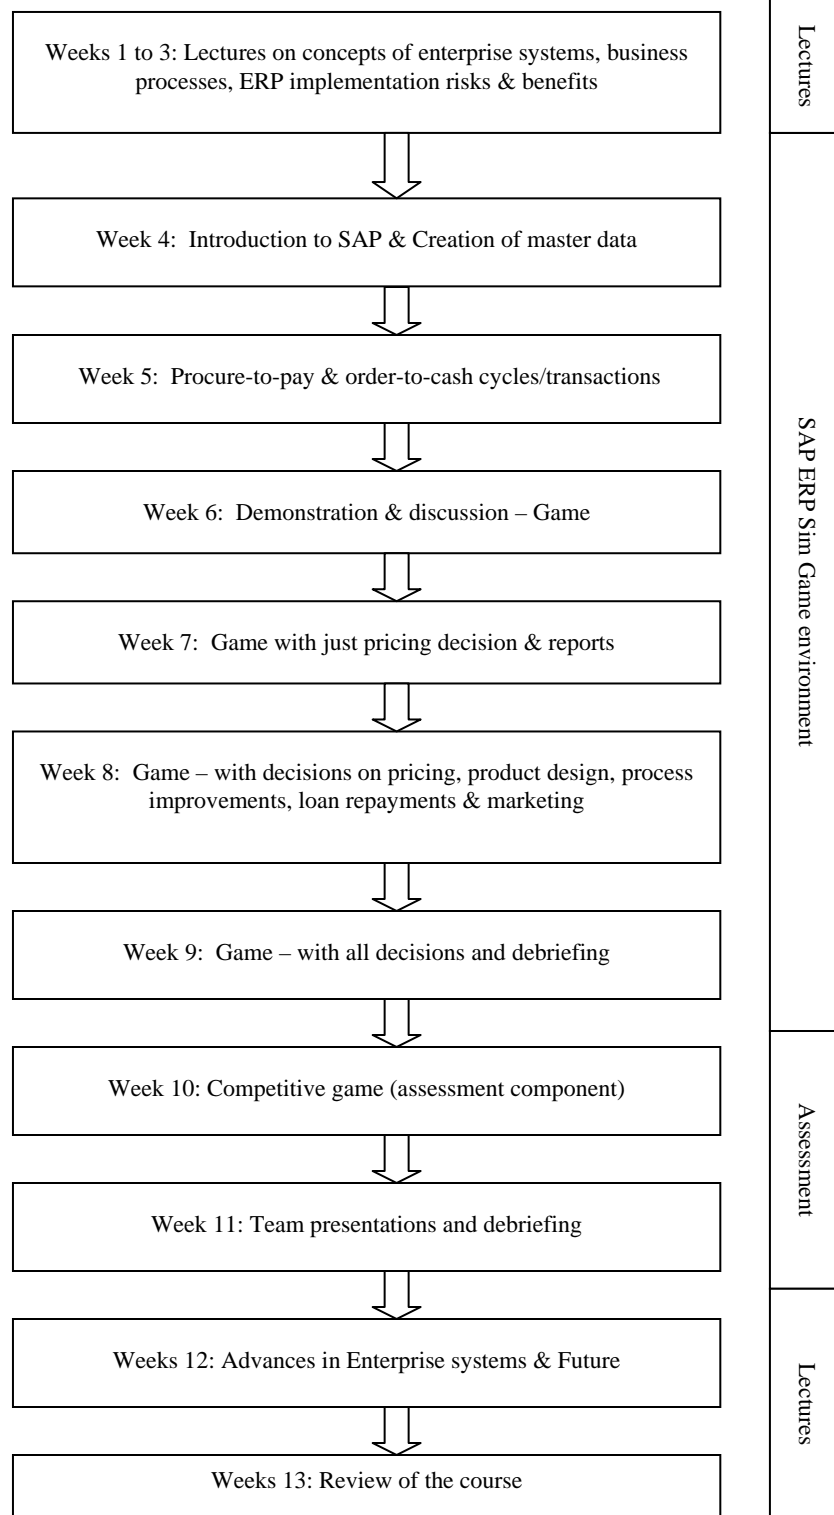 Weeks 1 to 3: Lectures on concepts of enterprise systems, business
processes, ERP implementation risks & benefits
Lectures
Week 4:  Introduction to SAP & Creation of master data
Week 5:  Procure-to-pay & order-to-cash cycles/transactions
Week 6:  Demonstration & discussion – Game
Week 7:  Game with just pricing decision & reports
Week 8:  Game – with decisions on pricing, product design, process
improvements, loan repayments & marketing
Week 9:  Game – with all decisions and debriefing
SAP ERP Sim Game environment
Week 10: Competitive game (assessment component)
Week 11: Team presentations and debriefing
Assessment
Weeks 12: Advances in Enterprise systems & Future
Weeks 13: Review of the course
Lectures